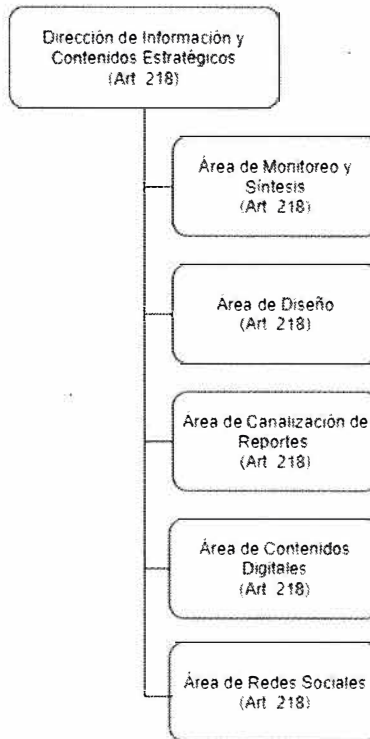 Dirección de Información y
Contenidos Estratégicos
(Art 218)
Área de Monitoreo y
Síntesis
(Art 218)
Área de Diseño
(Art 218)
Área de Canalización de
Reportes
(Art 218)
Área de Contenidos
Digitales
(Art 218)
Área de Redes Sociales
(Art 218)